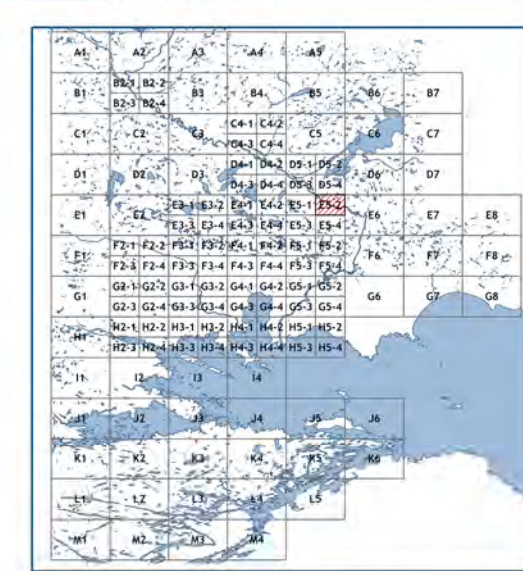 A1 A2 A3 A4 A5
B2-1 B2-2
B1 B3 B4 B5 B6 B7
B2-3 B2-4
C4-1 C4-2
C1 C2 C3 C5 C6 C7
C4-3 C4-4
D4-1 D4-2 D5-1 D5-2
D1 D2 D3 D6 D7
D4-3 D4-4 D5-3 D5-4
E3-1 E3-2 E4-1 E4-2 E5-1 E5-2
E1 E2 E6 E7 E8
E3-3 E3-4 E4-3 E4-4 E5-3 E5-4
F2-1 F2-2 F3-1 F3-2 F4-1 F4-2 F5-1 F5-2
F1 F6 F7 F8
F2-3 F2-4 F3-3 F3-4 F4-3 F4-4 F5-3 F5-4
G2-1 G2-2 G3-1 G3-2 G4-1 G4-2 G5-1 G5-2
G1 G6 G7 G8
G2-3 G2-4 G3-3 G3-4 G4-3 G4-4 G5-3 G5-4
H2-1 H2-2 H3-1 H3-2 H4-1 H4-2 H5-1 H5-2
H1
H2-3 H2-4 H3-3 H3-4 H4-3 H4-4 H5-3 H5-4
I1 I2 I3 I4
J1 J2 J3 J4 J5 J6
K1 K2 K3 K4 K5 K6
L1 L2 L3 L4 L5
M1 M2 M3 M4